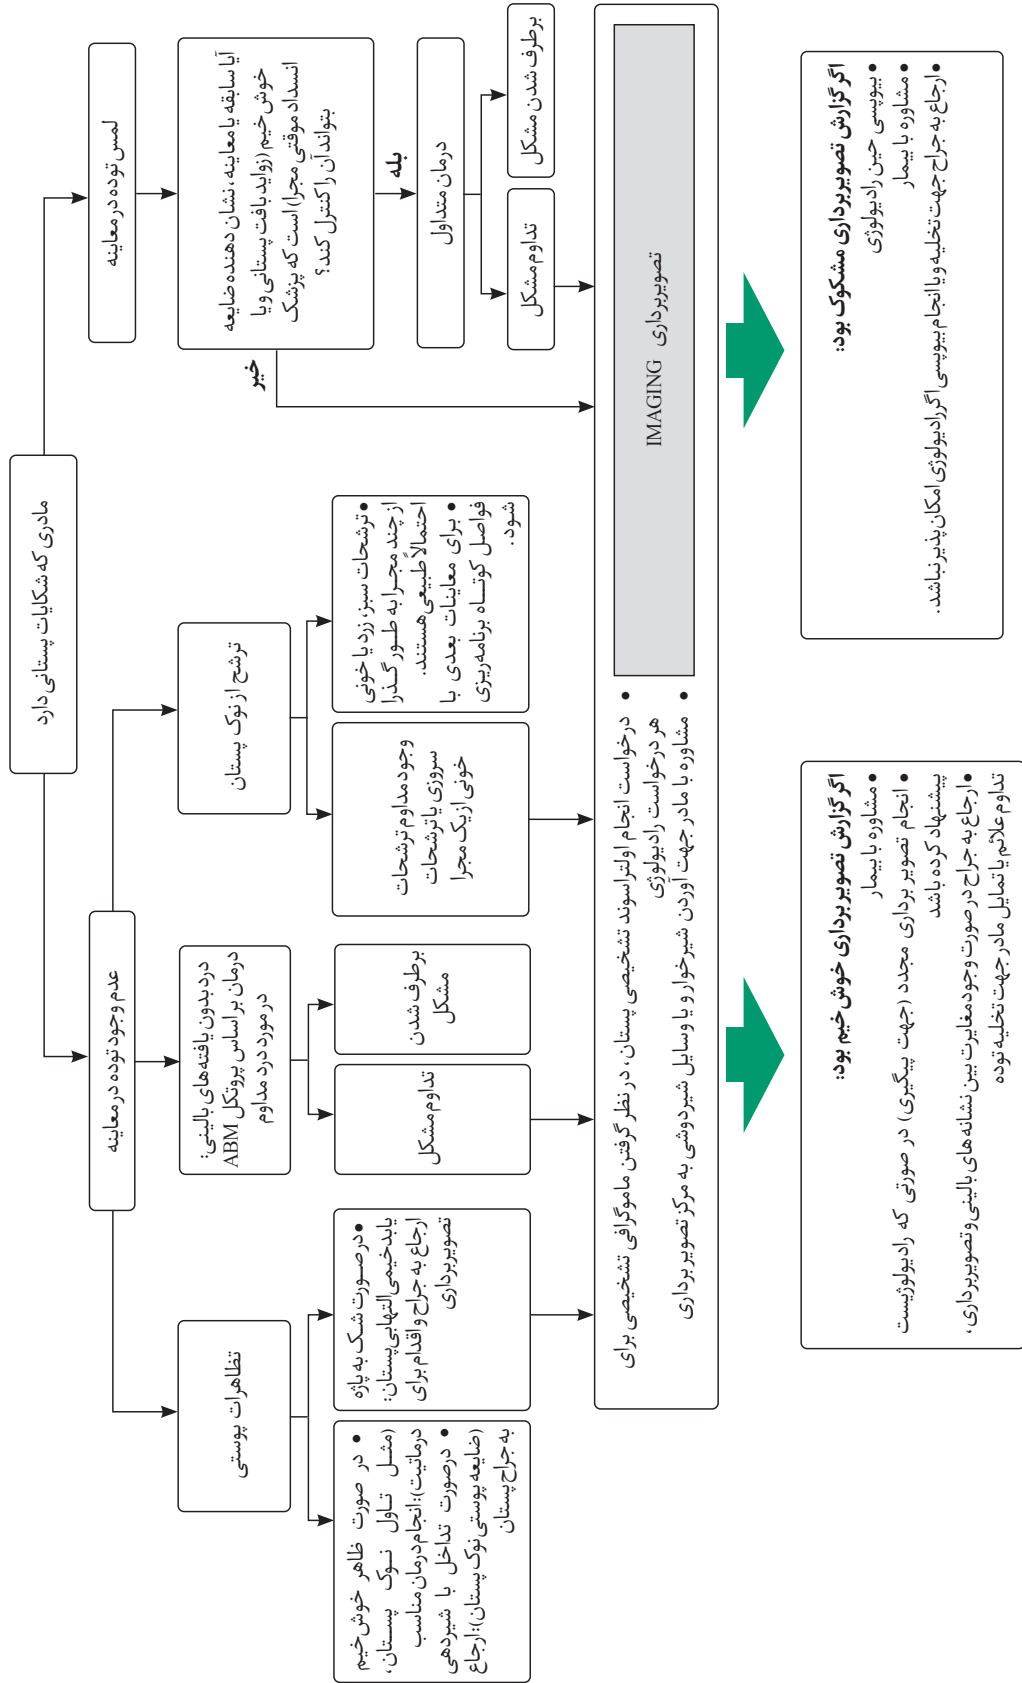 مادری که شکایات پستانی دارد
لمس توده در معاینه
آیا سابقه یا معاینه، نشان دهنده ضایعه
خوش خیم (زواید بافت پستانی و یا
انسداد موقتی مجرا) است که پزشک
بتواند آن را کنترل کند؟
بله
خیر
درمان متداول
برطرف شدن مشکل
تداوم مشکل
عدم وجود توده در معاینه
ترشح از نوک پستان
• ترشحات سبز، زرد یا خونی
از چند مجرا به طور گذرا
احتمالاً طبیعی هستند.
• برای معاینات بعدی با
فواصل کوتاه برنامه‌ریزی
شود.
وجود مداوم ترشحات
سروزی یا ترشحات
خونی از یک مجرا
درد بدون یافته‌های بالینی:
درمان بر اساس پروتکل ABM
در مورد درد مداوم
برطرف شدن
مشکل
تداوم مشکل
تظاهرات پوستی
• در صورت شک به پاژه
یا بدخیمی التهابی پستان:
ارجاع به جراح و اقدام برای
تصویربرداری
• در صورت ظاهر خوش خیم
(مثل تاول نوک پستان،
درماتیت): انجام درمان مناسب
• در صورت تداخل با شیردهی
(ضایعه پوستی نوک پستان): ارجاع
به جراح پستان
تصویربرداری IMAGING
• درخواست انجام اولتراسوند تشخیصی پستان در نظر گرفتن ماموگرافی تشخیصی برای
هر درخواست رادیولوژی
• مشاوره با مادر جهت آوردن شیرخوار و یا وسایل شیردوشی به مرکز تصویر برداری
اگر گزارش تصویربرداری مشکوک بود:
• بیوپسی حین رادیولوژی
• مشاوره با بیمار
• ارجاع به جراح جهت تخلیه و یا انجام بیوپسی اگر رادیولوژی امکان پذیر نباشد.
اگر گزارش تصویربرداری خوش خیم بود:
• مشاوره با بیمار
• انجام تصویر برداری مجدد (جهت پیگیری) در صورتی که رادیولوژیست
پیشنهاد کرده باشد
• ارجاع به جراح در صورت وجود مغایرت بین نشانه های بالینی و تصویربرداری،
تداوم علائم یا تمایل مادر جهت تخلیه توده